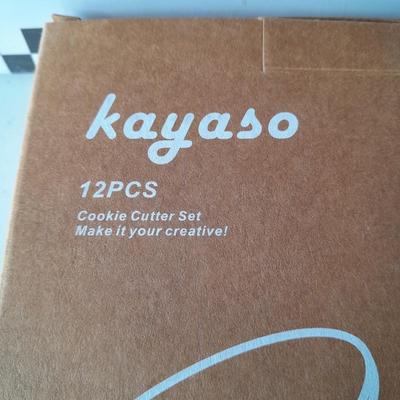 kayaso
12PCS
Cookie Cutter Set
Make it your creative!